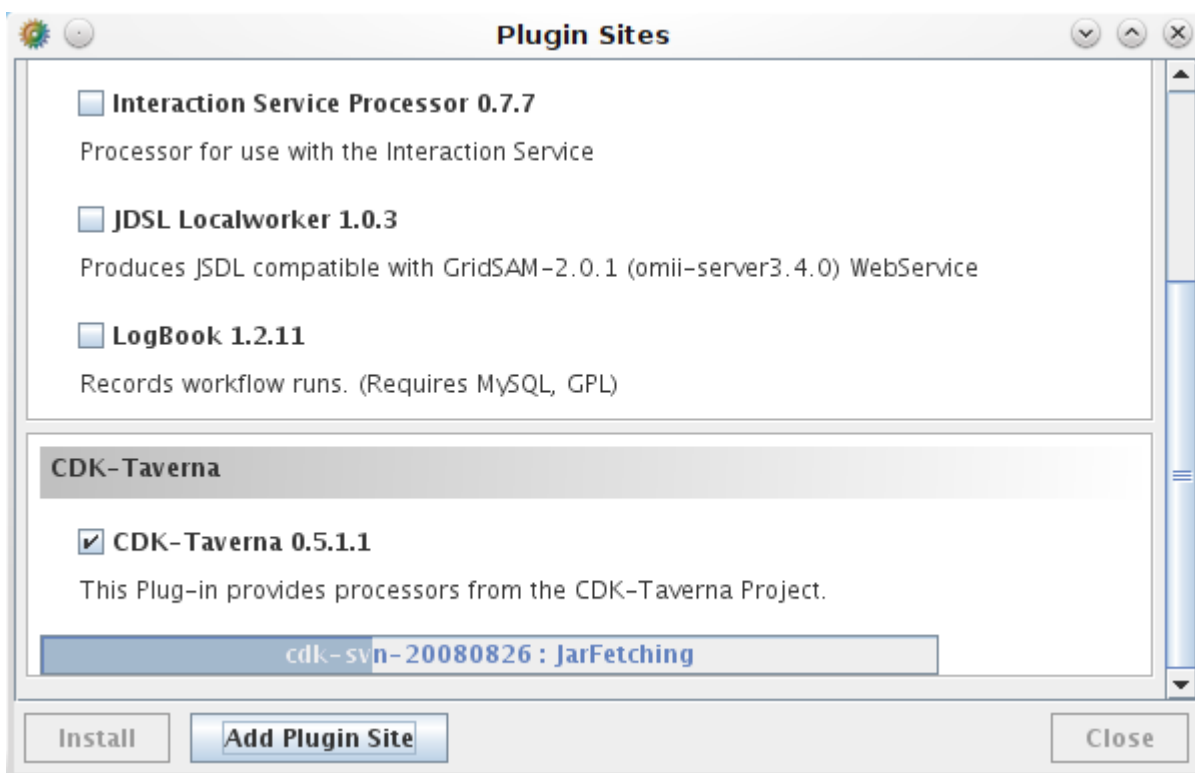 Plugin Sites
Interaction Service Processor 0.7.7
Processor for use with the Interaction Service
JDSL Localworker 1.0.3
Produces JSDL compatible with GridSAM-2.0.1 (omii-server3.4.0) WebService
LogBook 1.2.11
Records workflow runs. (Requires MySQL, GPL)
CDK-Taverna
CDK-Taverna 0.5.1.1
This Plug-in provides processors from the CDK-Taverna Project.
cdk-svn-20080826 : JarFetching
Install Add Plugin Site Close